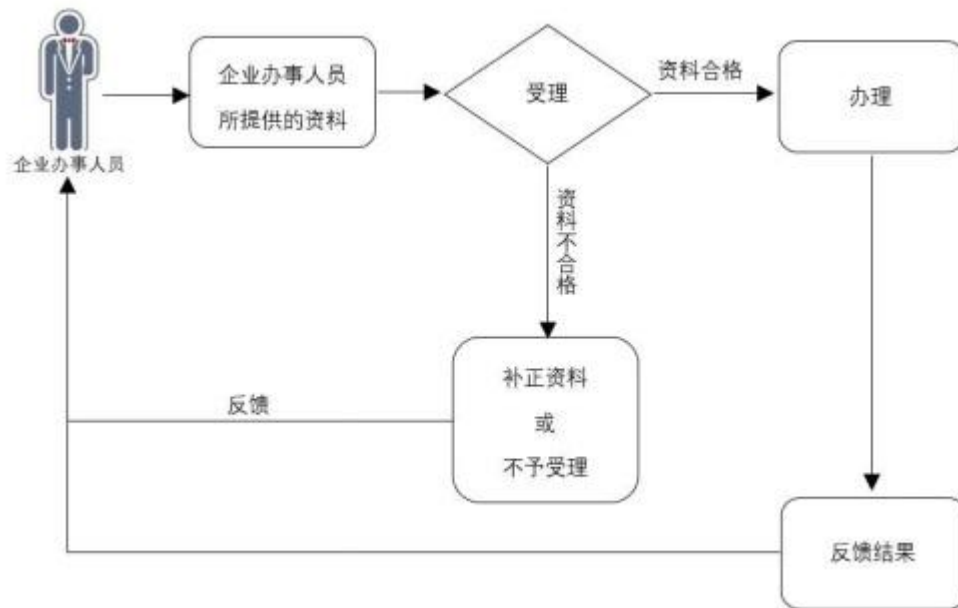 企业办事人员
企业办事人员
所提供的资料
受理
资料合格
办理
资料不合格
补正资料
或
不予受理
反馈
反馈结果